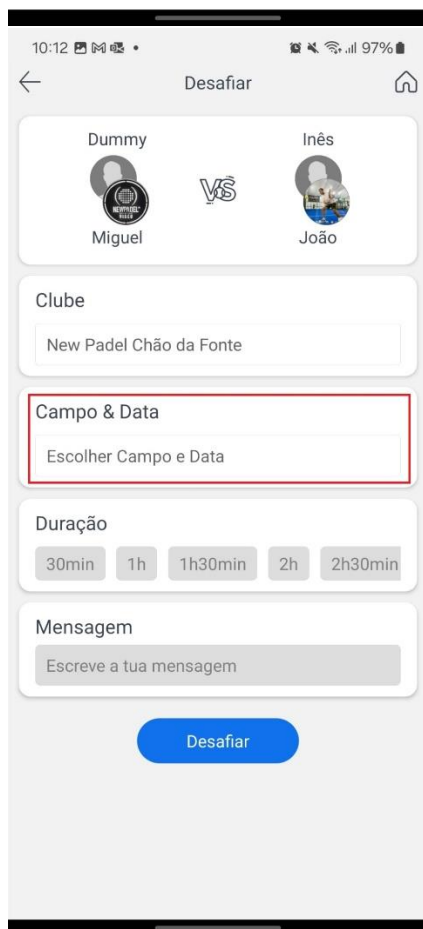 10:12 97%
Desafiar
Dummy Inês
VS
NEWPADEL
Miguel João
Clube
New Padel Chão da Fonte
Campo & Data
Escolher Campo e Data
Duração
30min 1h 1h30min 2h 2h30min
Mensagem
Escreve a tua mensagem
Desafiar